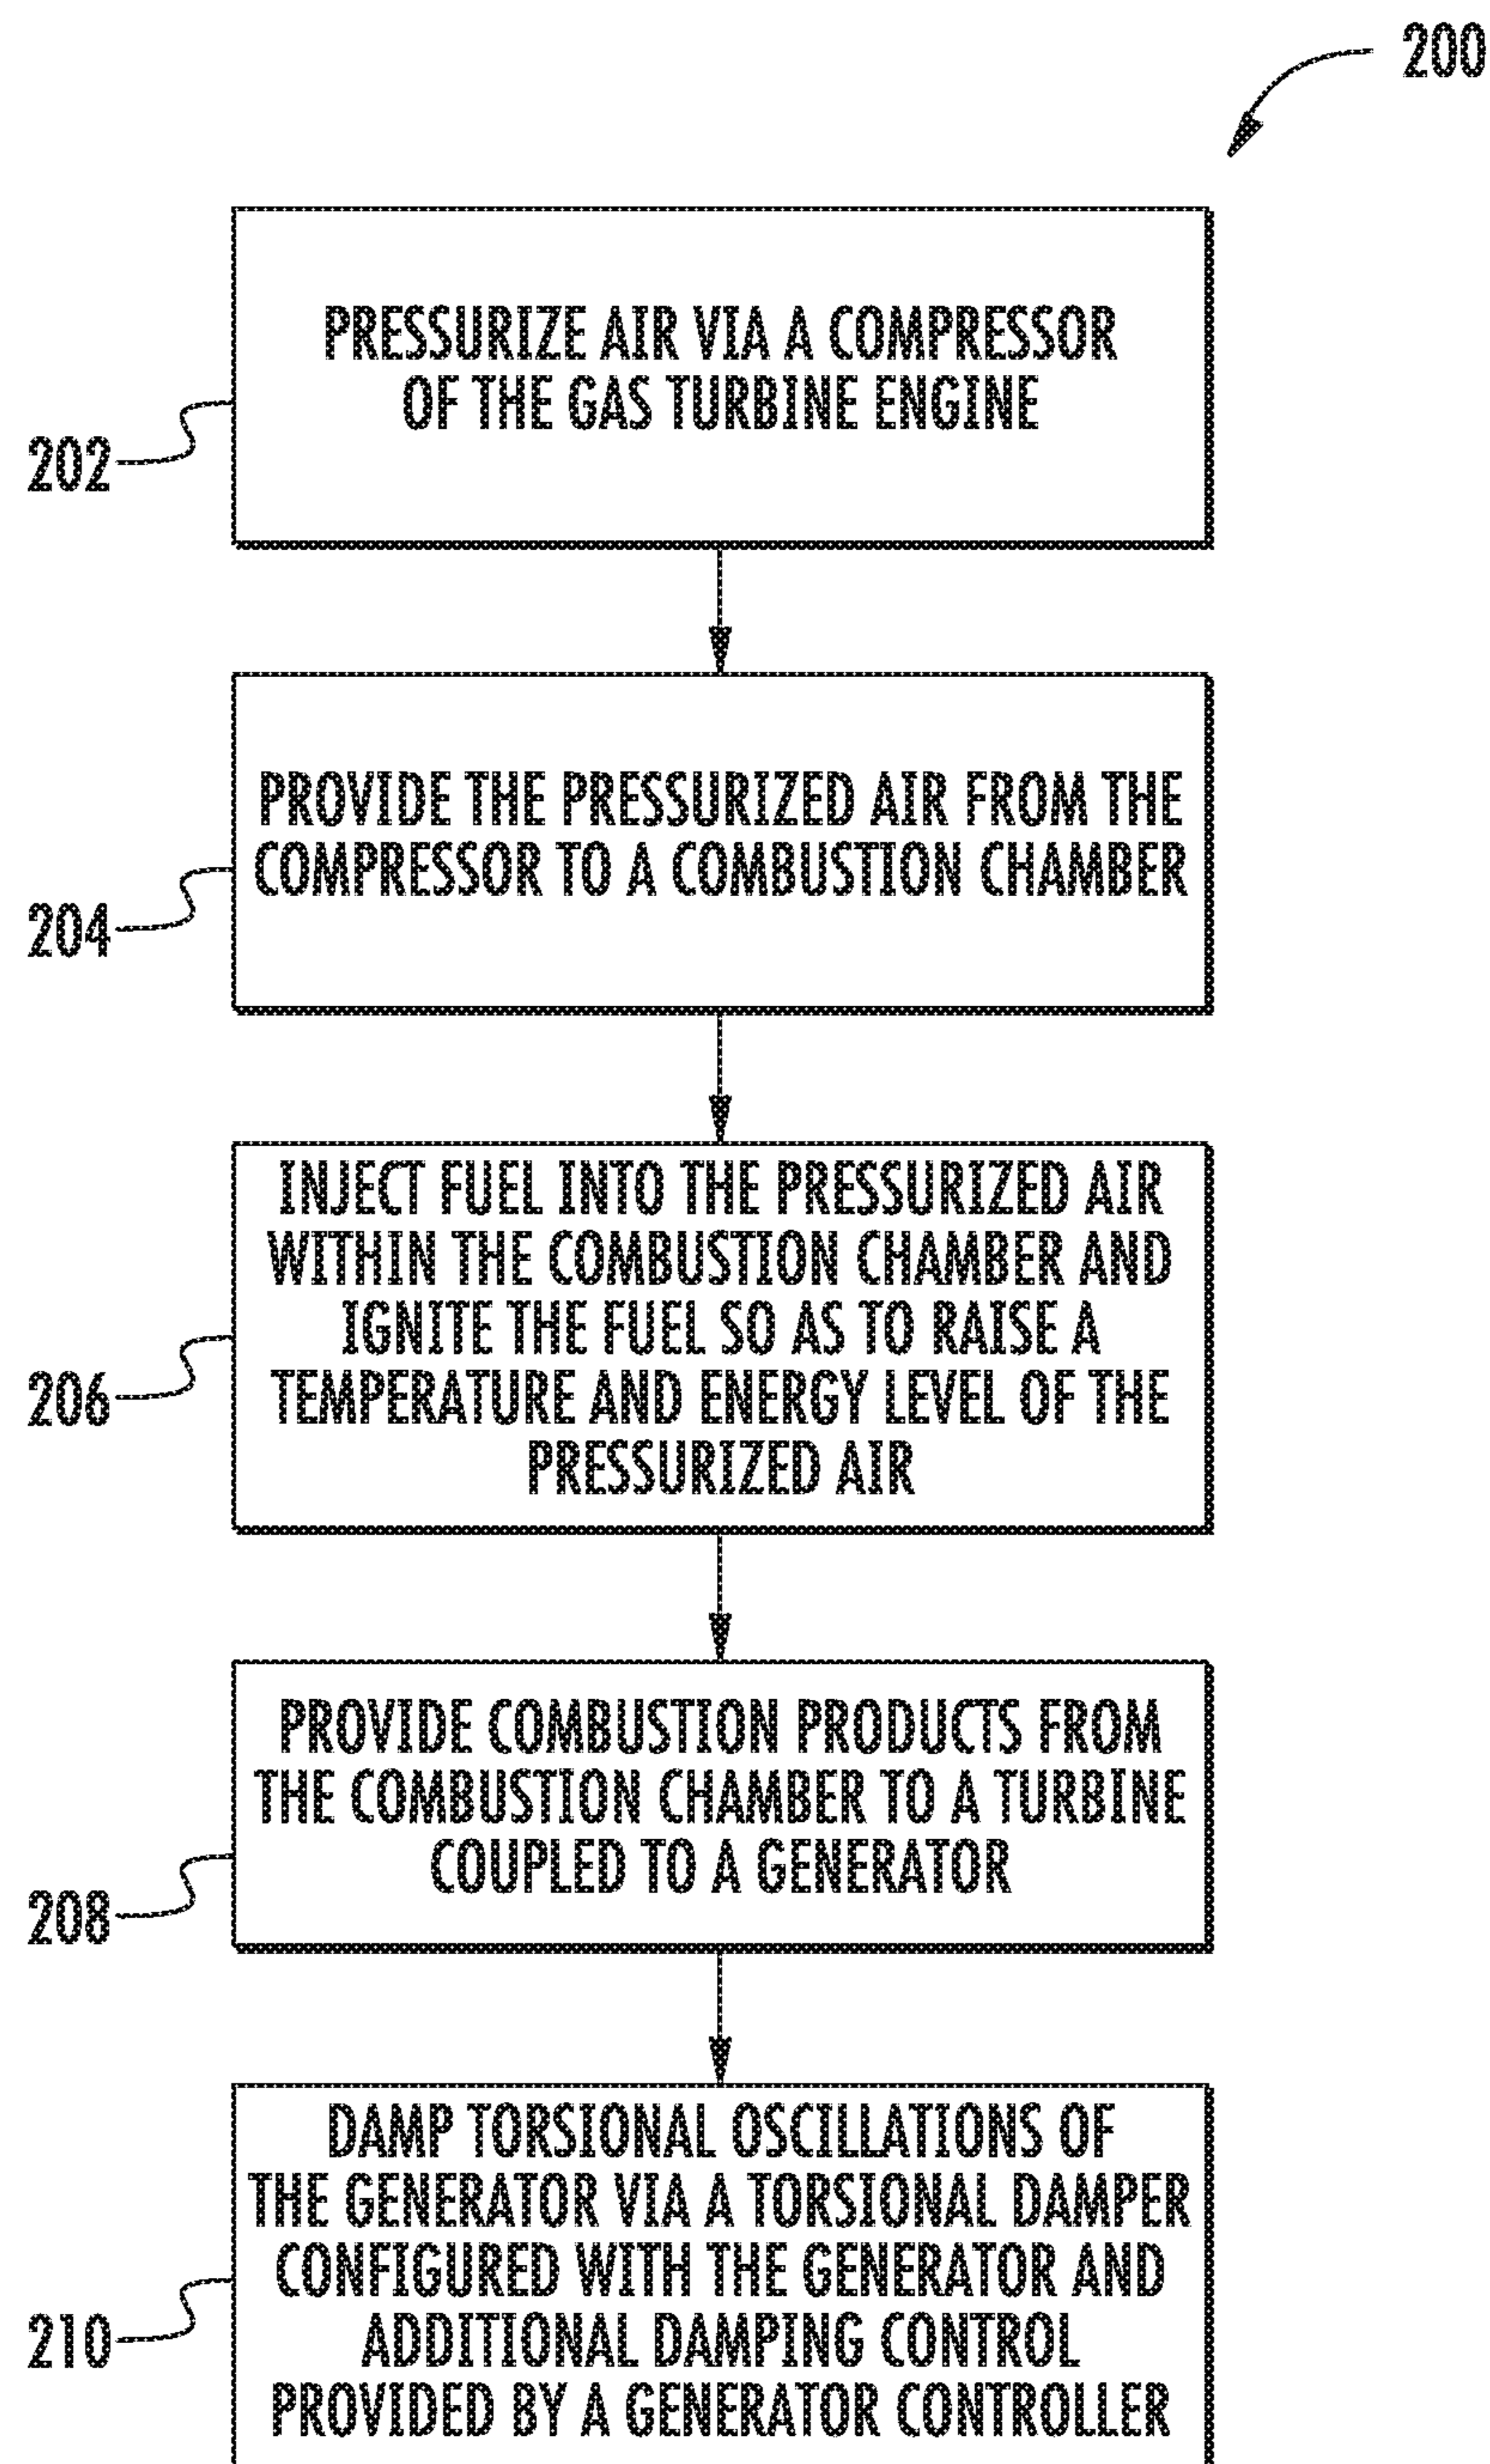 200
PRESSURIZE AIR VIA A COMPRESSOR
OF THE GAS TURBINE ENGINE
202
PROVIDE THE PRESSURIZED AIR FROM THE
COMPRESSOR TO A COMBUSTION CHAMBER
204
INJECT FUEL INTO THE PRESSURIZED AIR
WITHIN THE COMBUSTION CHAMBER AND
IGNITE THE FUEL SO AS TO RAISE A
TEMPERATURE AND ENERGY LEVEL OF THE
PRESSURIZED AIR
206
PROVIDE COMBUSTION PRODUCTS FROM
THE COMBUSTION CHAMBER TO A TURBINE
COUPLED TO A GENERATOR
208
DAMP TORSIONAL OSCILLATIONS OF
THE GENERATOR VIA A TORSIONAL DAMPER
CONFIGURED WITH THE GENERATOR AND
ADDITIONAL DAMPING CONTROL
PROVIDED BY A GENERATOR CONTROLLER
210